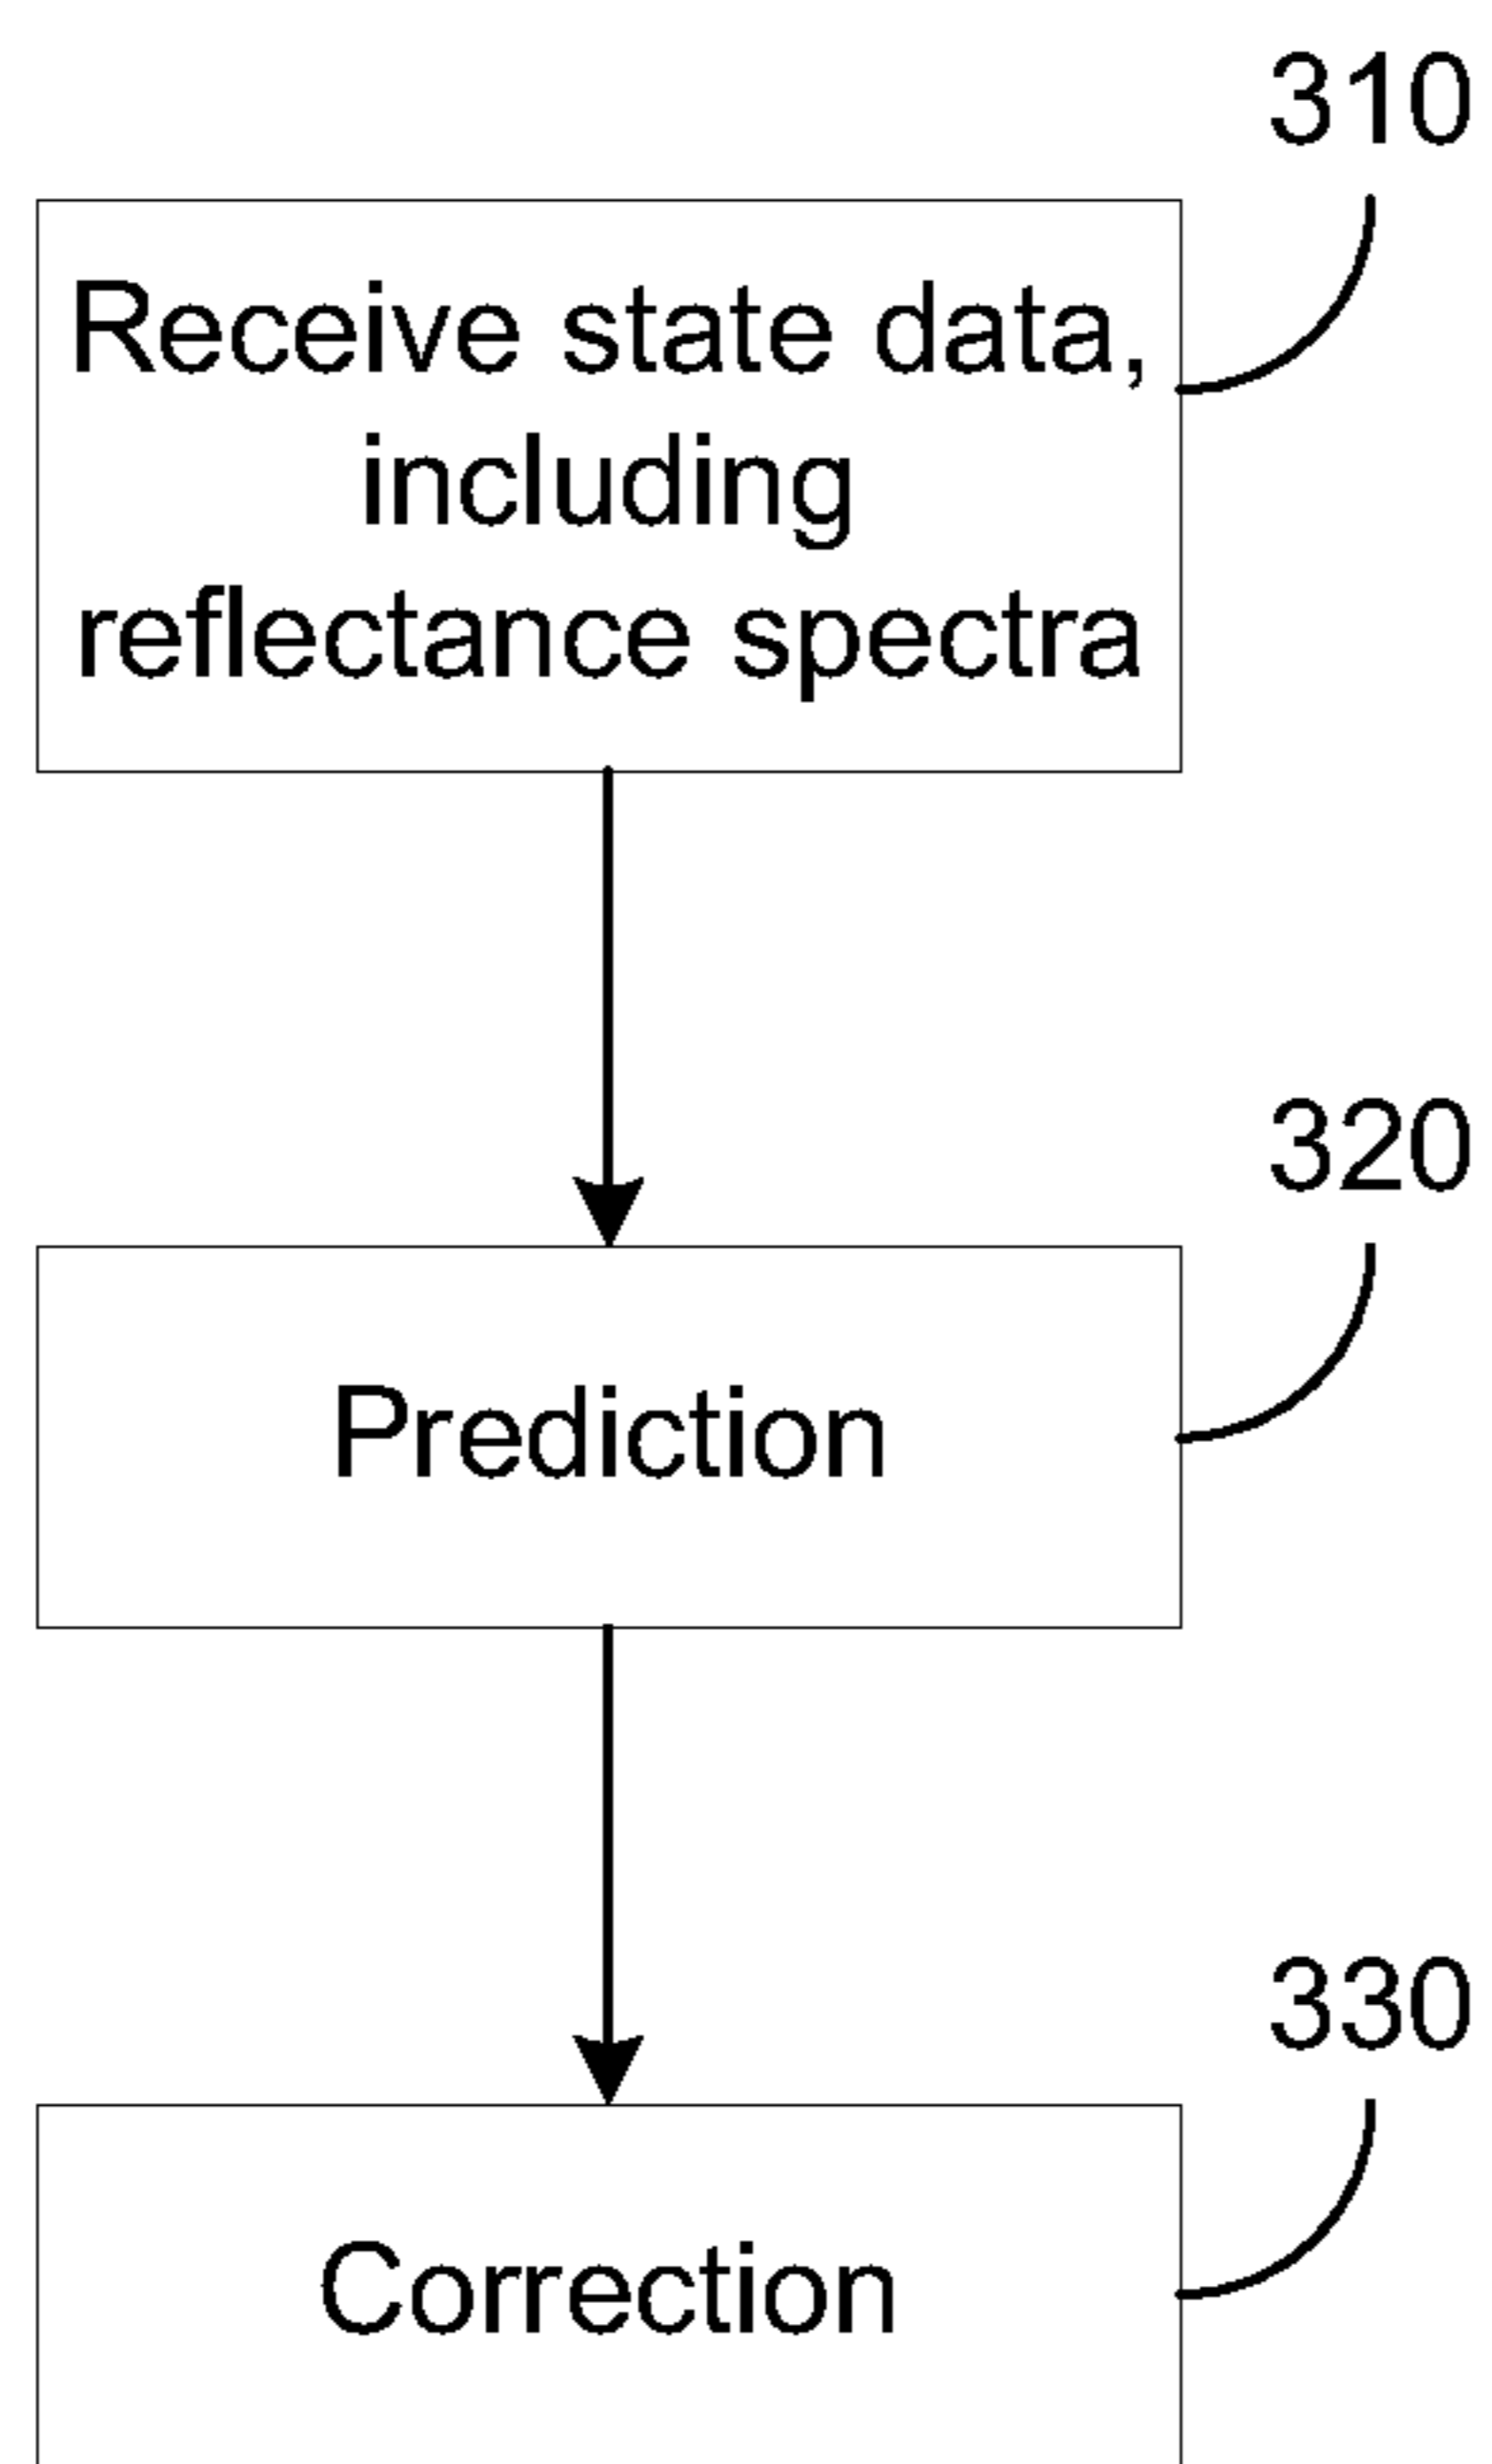 310
Receive state data,
including
reflectance spectra
320
Prediction
330
Correction